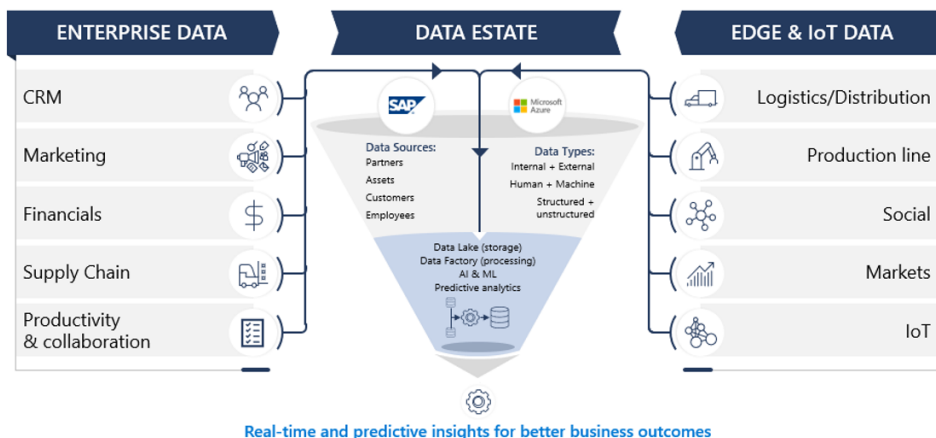 ENTERPRISE DATA
CRM
Marketing
Financials
Supply Chain
Productivity
& collaboration
DATA ESTATE
SAP
Microsoft
Azure
Data Sources:
Partners
Assets
Customers
Employees
Data Types:
Internal + External
Human + Machine
Structured +
unstructured
Data Lake (storage)
Data Factory (processing)
AI & ML
Predictive analytics
EDGE & IoT DATA
Logistics/Distribution
Production line
Social
Markets
IoT
Real-time and predictive insights for better business outcomes